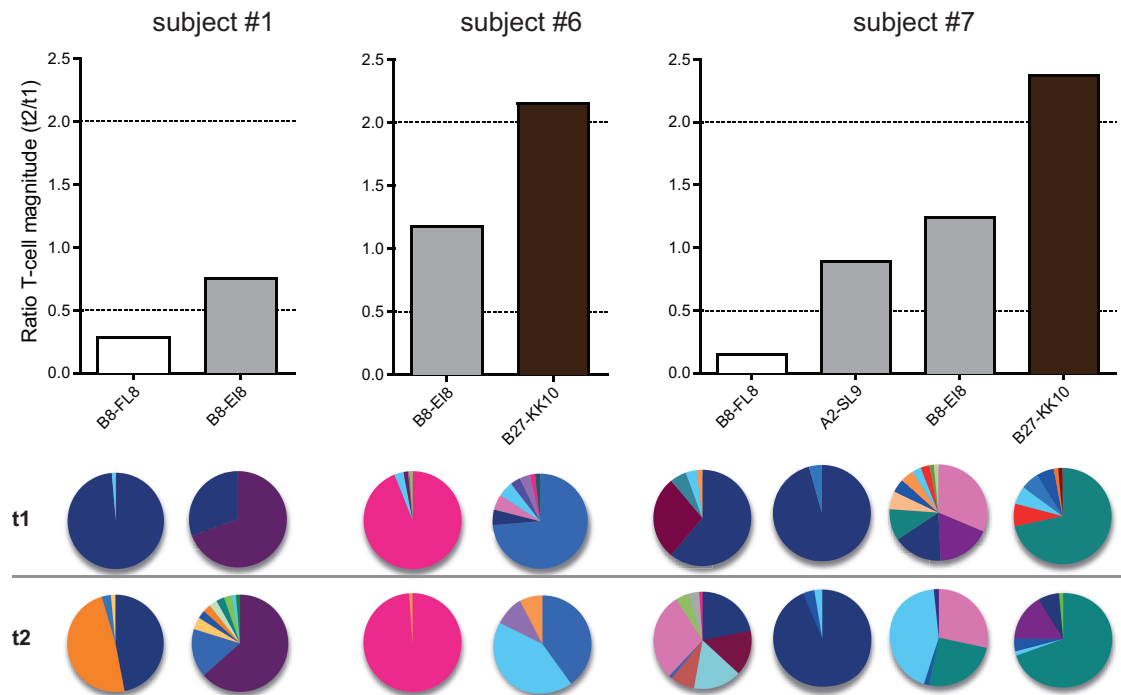 subject #1
subject #6
subject #7
Ratio T-cell magnitude (t2/t1)
2.5
2.0
1.5
1.0
0.5
0.0
B8-FL8
B8-EI8
2.5
2.0
1.5
1.0
0.5
0.0
B8-EI8
B27-KK10
2.5
2.0
1.5
1.0
0.5
0.0
B8-FL8
A2-SL9
B8-EI8
B27-KK10
t1
t2